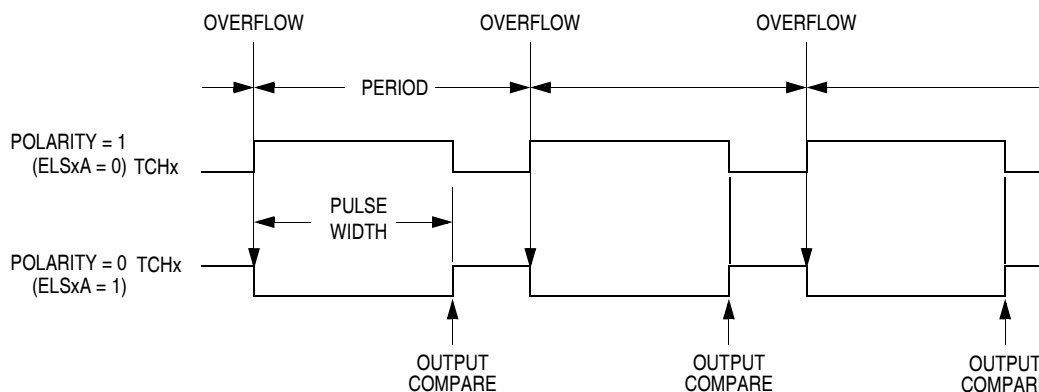 OVERFLOW
OVERFLOW
OVERFLOW
PERIOD
POLARITY = 1
(ELSxA = 0) TCHx
PULSE
WIDTH
POLARITY = 0 TCHx
(ELSxA = 1)
OUTPUT
COMPARE
OUTPUT
COMPARE
OUTPUT
COMPARE